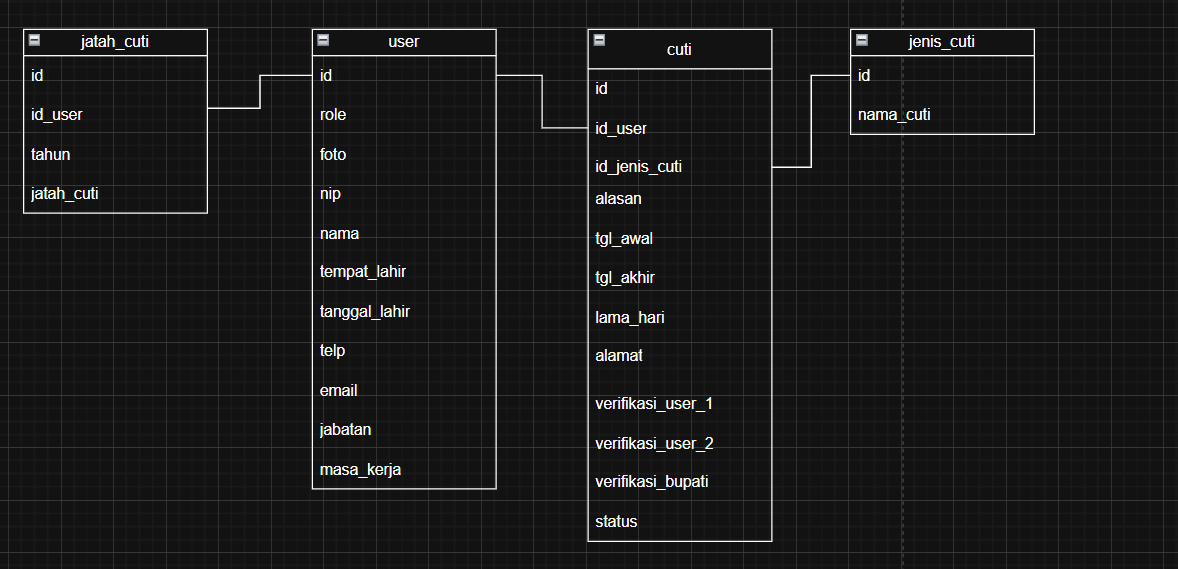 jatah_cuti
id
id_user
tahun
jatah_cuti
user
id
role
foto
nip
nama
tempat_lahir
tanggal_lahir
telp
email
jabatan
masa_kerja
cuti
id
id_user
id_jenis_cuti
alasan
tgl_awal
tgl_akhir
lama_hari
alamat
verifikasi_user_1
verifikasi_user_2
verifikasi_bupati
status
jenis_cuti
id
nama_cuti